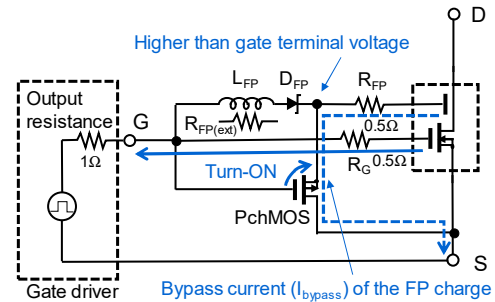 D
Higher than gate terminal voltage
L_FP
D_FP
R_FP
Output
resistance
G
R_FP(ext)
0.5Ω
1Ω
Turn-ON
R_G
0.5Ω
PchMOS
S
Bypass current (I_bypass) of the FP charge
Gate driver